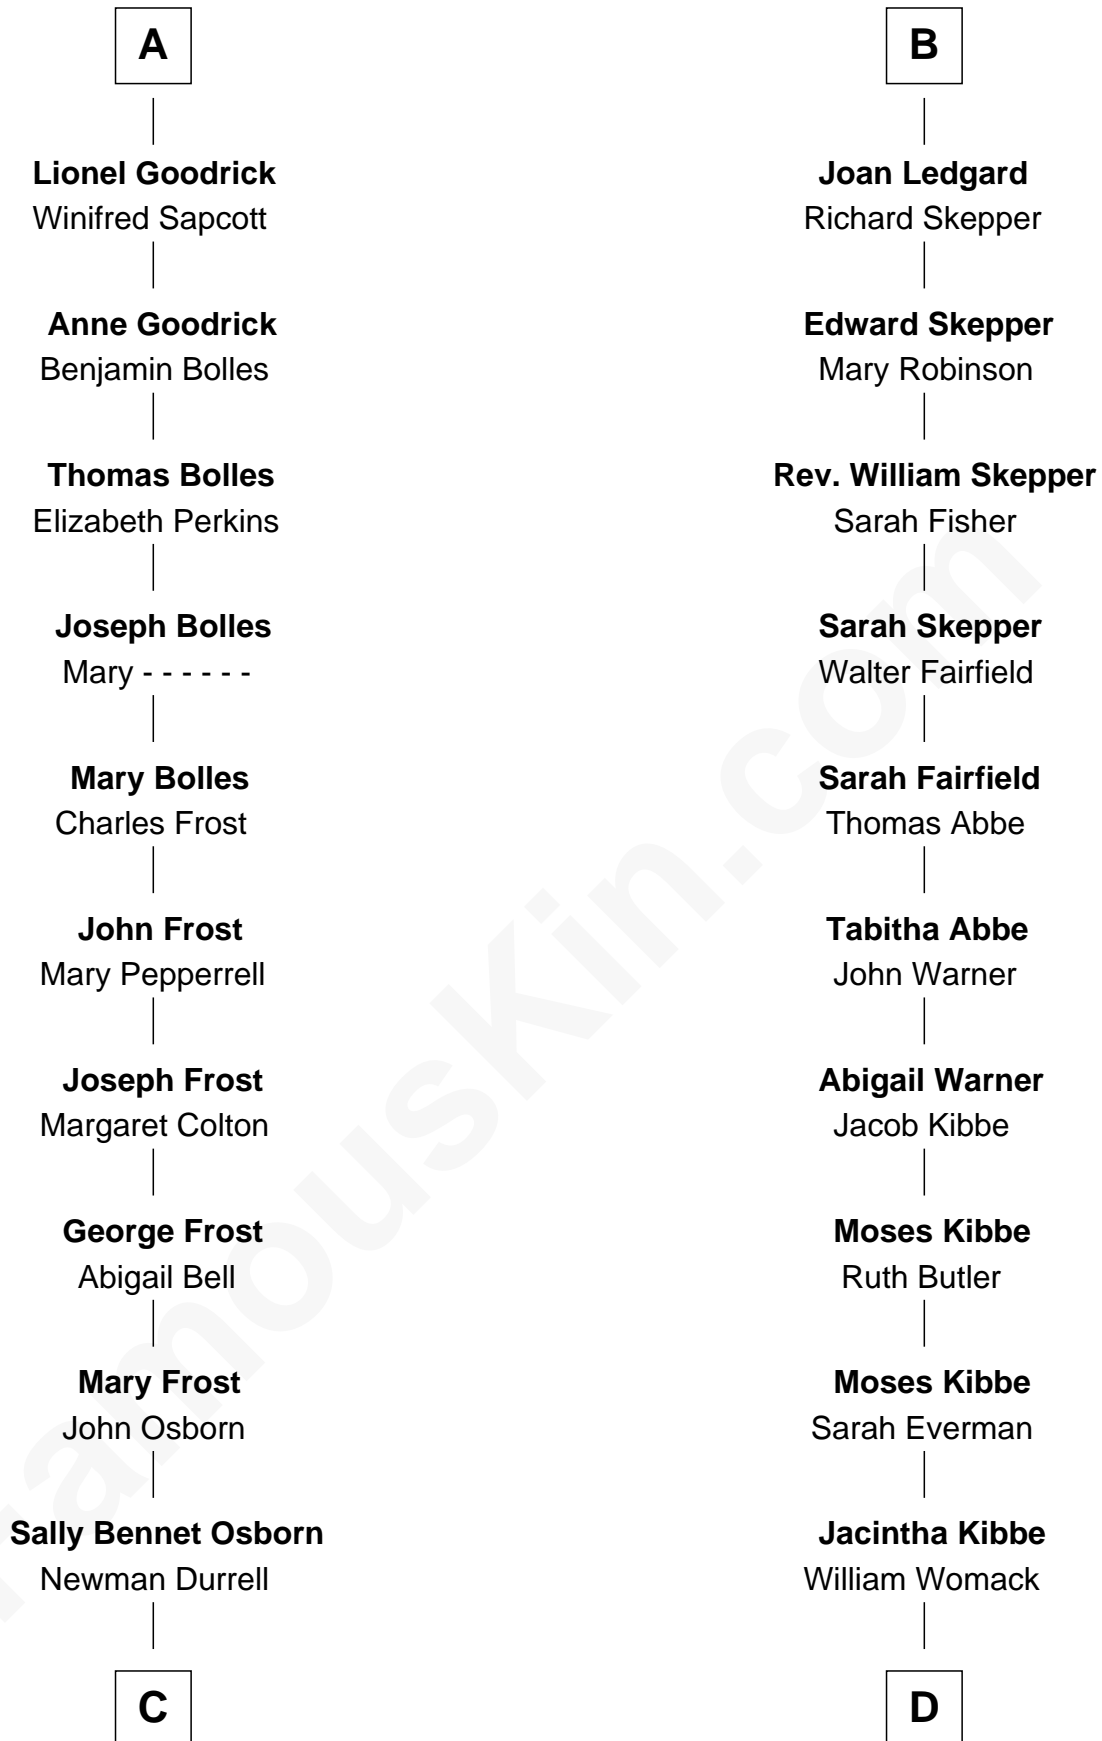 A
Lionel Goodrick
Winifred Sapcott
Anne Goodrick
Benjamin Bolles
Thomas Bolles
Elizabeth Perkins
Joseph Bolles
Mary - - - - - -
Mary Bolles
Charles Frost
John Frost
Mary Pepperrell
Joseph Frost
Margaret Colton
George Frost
Abigail Bell
Mary Frost
John Osborn
Sally Bennet Osborn
Newman Durrell
C
B
Joan Ledgard
Richard Skepper
Edward Skepper
Mary Robinson
Rev. William Skepper
Sarah Fisher
Sarah Skepper
Walter Fairfield
Sarah Fairfield
Thomas Abbe
Tabitha Abbe
John Warner
Abigail Warner
Jacob Kibbe
Moses Kibbe
Ruth Butler
Moses Kibbe
Sarah Everman
Jacintha Kibbe
William Womack
D
FamousKin.com